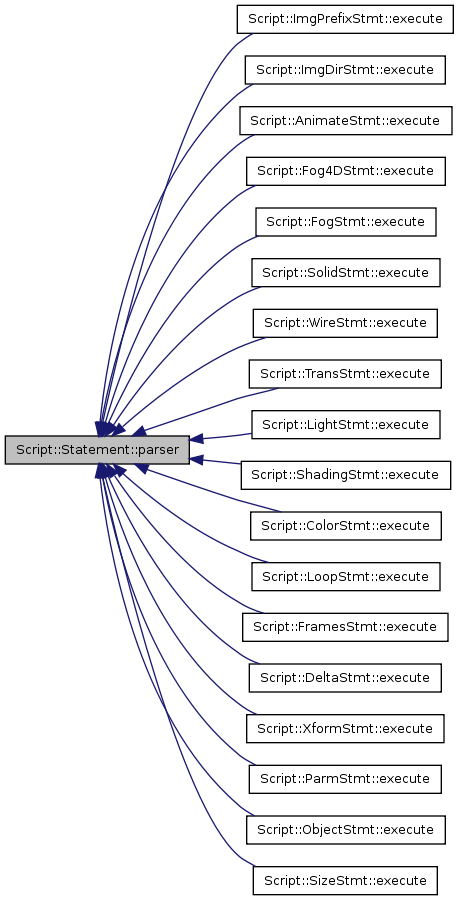 Script::ImgPrefixStmt::execute
Script::ImgDirStmt::execute
Script::AnimateStmt::execute
Script::Fog4DStmt::execute
Script::FogStmt::execute
Script::SolidStmt::execute
Script::WireStmt::execute
Script::TransStmt::execute
Script::LightStmt::execute
Script::Statement::parser
Script::ShadingStmt::execute
Script::ColorStmt::execute
Script::LoopStmt::execute
Script::FramesStmt::execute
Script::DeltaStmt::execute
Script::XformStmt::execute
Script::ParmStmt::execute
Script::ObjectStmt::execute
Script::SizeStmt::execute